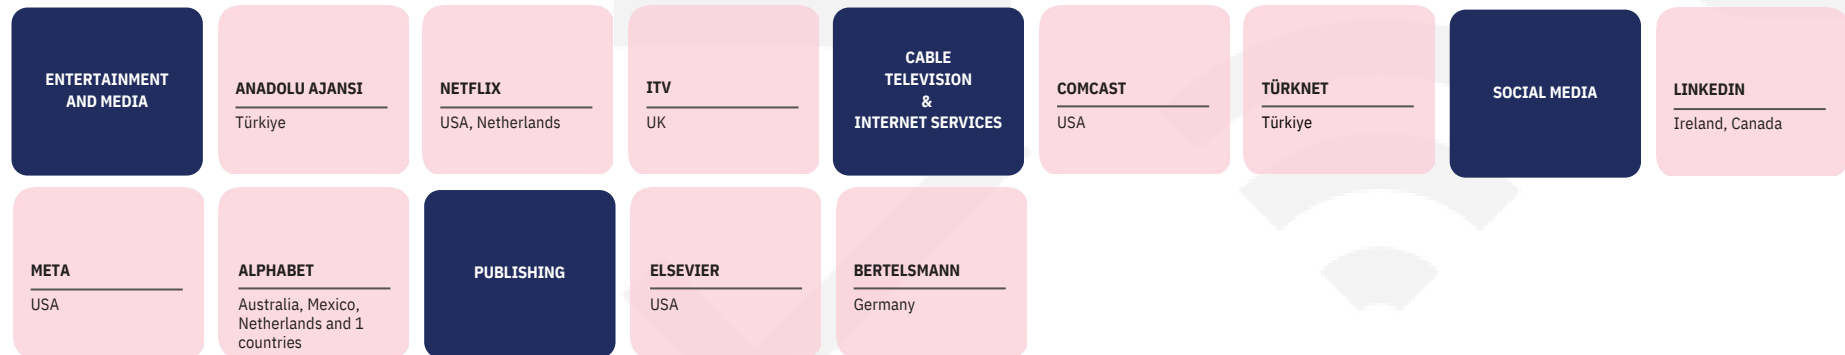 ENTERTAINMENT
AND MEDIA
ANADOLU AJANSI
Türkiye
NETFLIX
USA, Netherlands
ITV
UK
CABLE
TELEVISION
&
INTERNET SERVICES
COMCAST
USA
TÜRKNET
Türkiye
SOCIAL MEDIA
LINKEDIN
Ireland, Canada
META
USA
ALPHABET
Australia, Mexico,
Netherlands and 1
countries
PUBLISHING
ELSEVIER
USA
BERTELSMANN
Germany